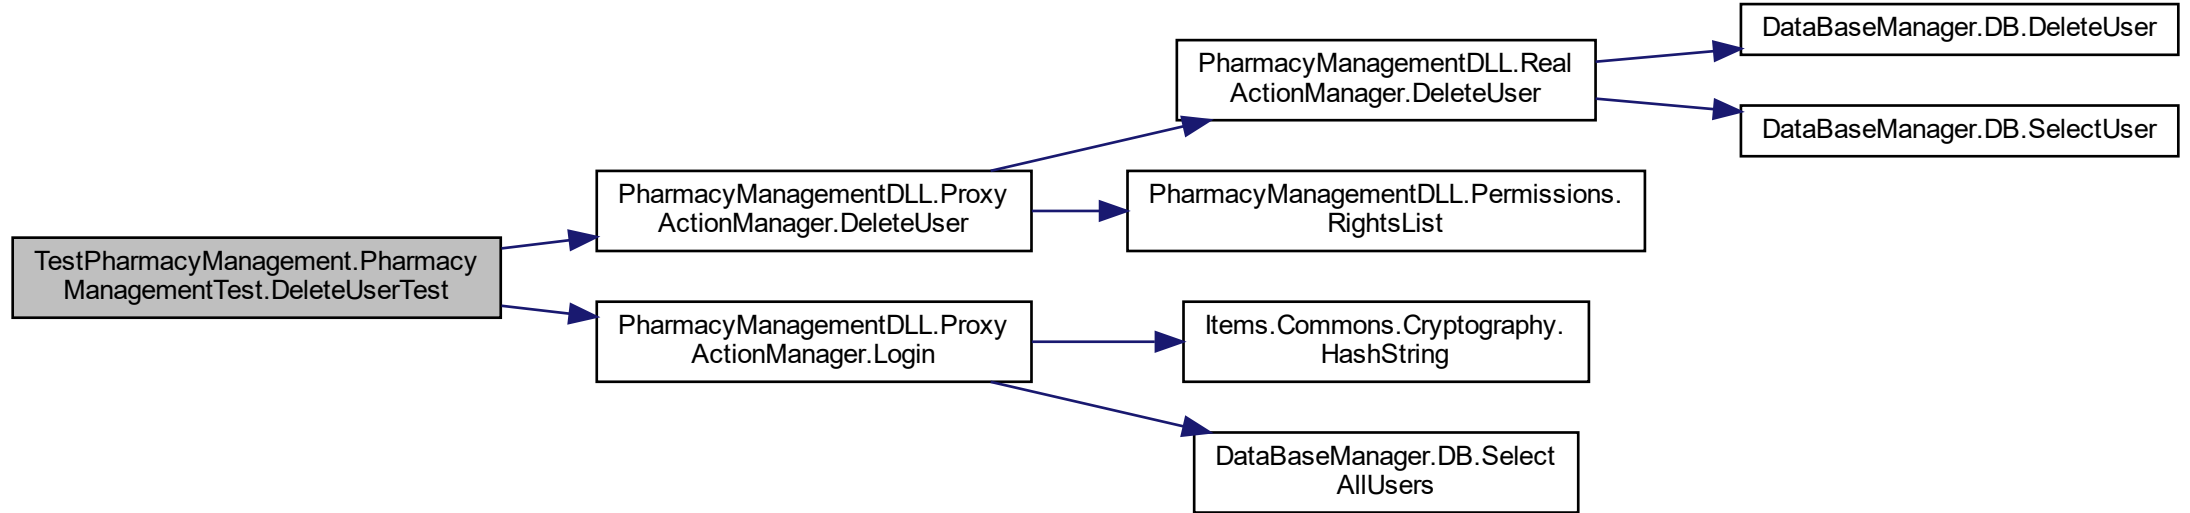 TestPharmacyManagement.Pharmacy
ManagementTest.DeleteUserTest
PharmacyManagementDLL.Proxy
ActionManager.DeleteUser
PharmacyManagementDLL.Real
ActionManager.DeleteUser
DataBaseManager.DB.DeleteUser
DataBaseManager.DB.SelectUser
PharmacyManagementDLL.Permissions.
RightsList
PharmacyManagementDLL.Proxy
ActionManager.Login
Items.Commons.Cryptography.
HashString
DataBaseManager.DB.Select
AllUsers